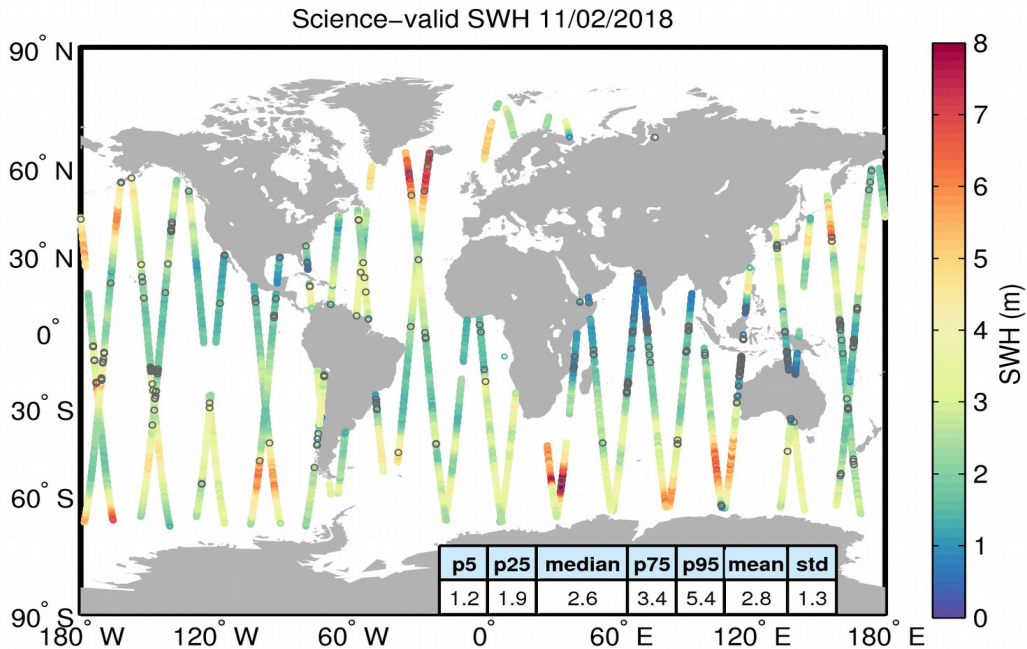 Science−valid SWH 11/02/2018
90° N
60° N
30° N
0°
30° S
60° S
90° S
180° W
120° W
60° W
0°
60° E
120° E
180° E
p5 p25 median p75 p95 mean std
1.2 1.9 2.6 3.4 5.4 2.8 1.3
8
7
6
5
4
3
2
1
0
SWH (m)